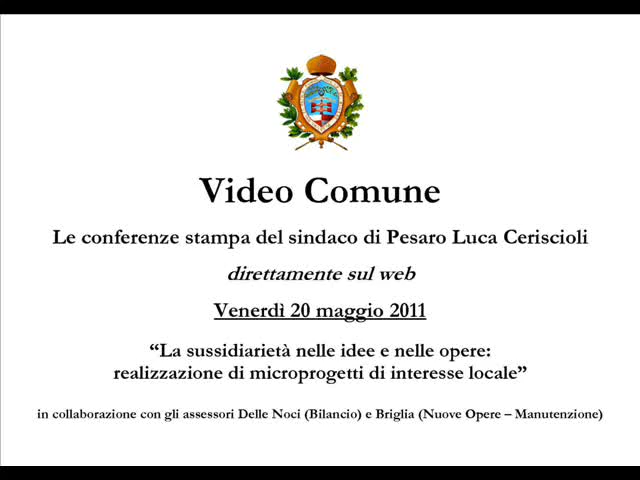 Video Comune
Le conferenze stampa del sindaco di Pesaro Luca Ceriscioli
direttamente sul web
Venerdì 20 maggio 2011
“La sussidiarietà nelle idee e nelle opere:
realizzazione di microprogetti di interesse locale”
in collaborazione con gli assessori Delle Noci (Bilancio) e Briglia (Nuove Opere – Manutenzione)